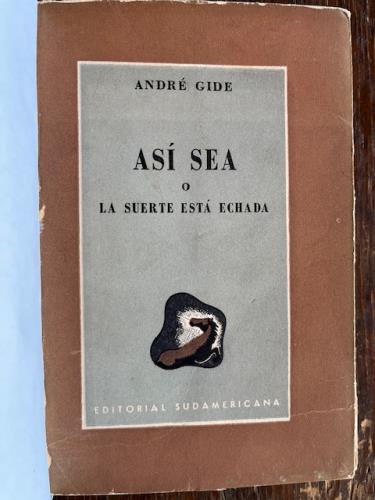 ANDRÉ GIDE
ASÍ SEA
O
LA SUERTE ESTÁ ECHADA
EDITORIAL SUDAMERICANA